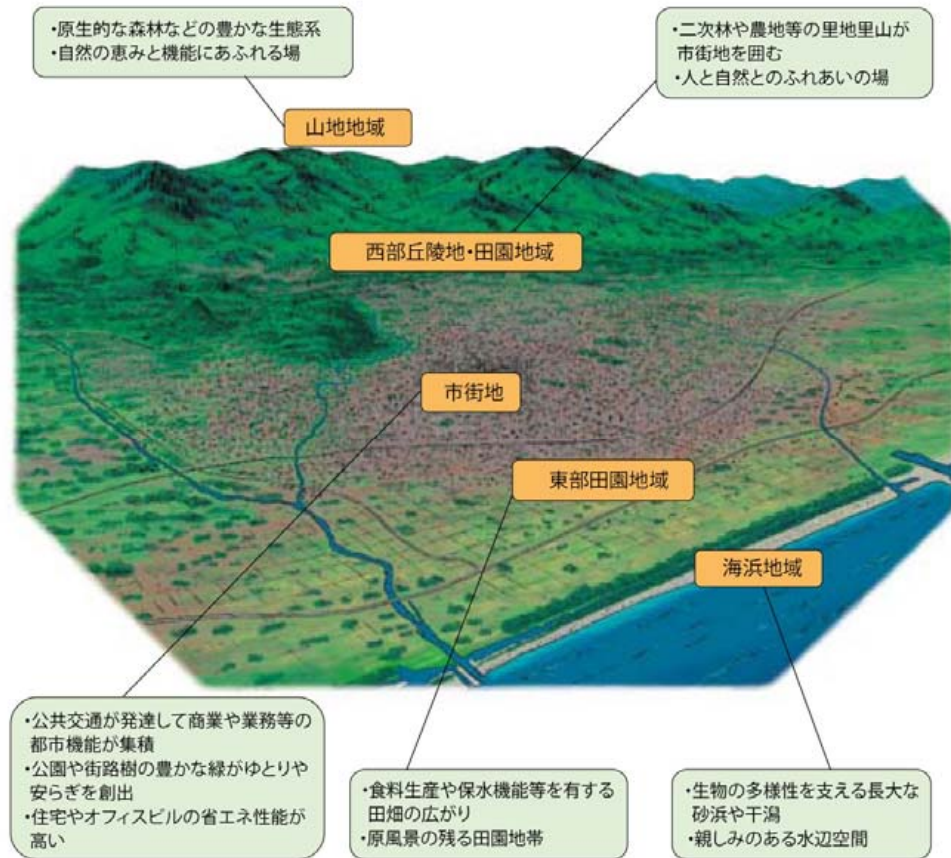 ・原生的な森林などの豊かな生態系
・自然の恵みと機能にあふれる場
・二次林や農地等の里地里山が
市街地を囲む
・人と自然とのふれあいの場
山地地域
西部丘陵地・田園地域
市街地
東部田園地域
海浜地域
・公共交通が発達して商業や業務等の
都市機能が集積
・公園や街路樹の豊かな緑がゆとりや
安らぎを創出
・住宅やオフィスビルの省エネ性能が
高い
・食料生産や保水機能等を有する
田畑の広がり
・原風景の残る田園地帯
・生物の多様性を支える長大な
砂浜や干潟
・親しみのある水辺空間